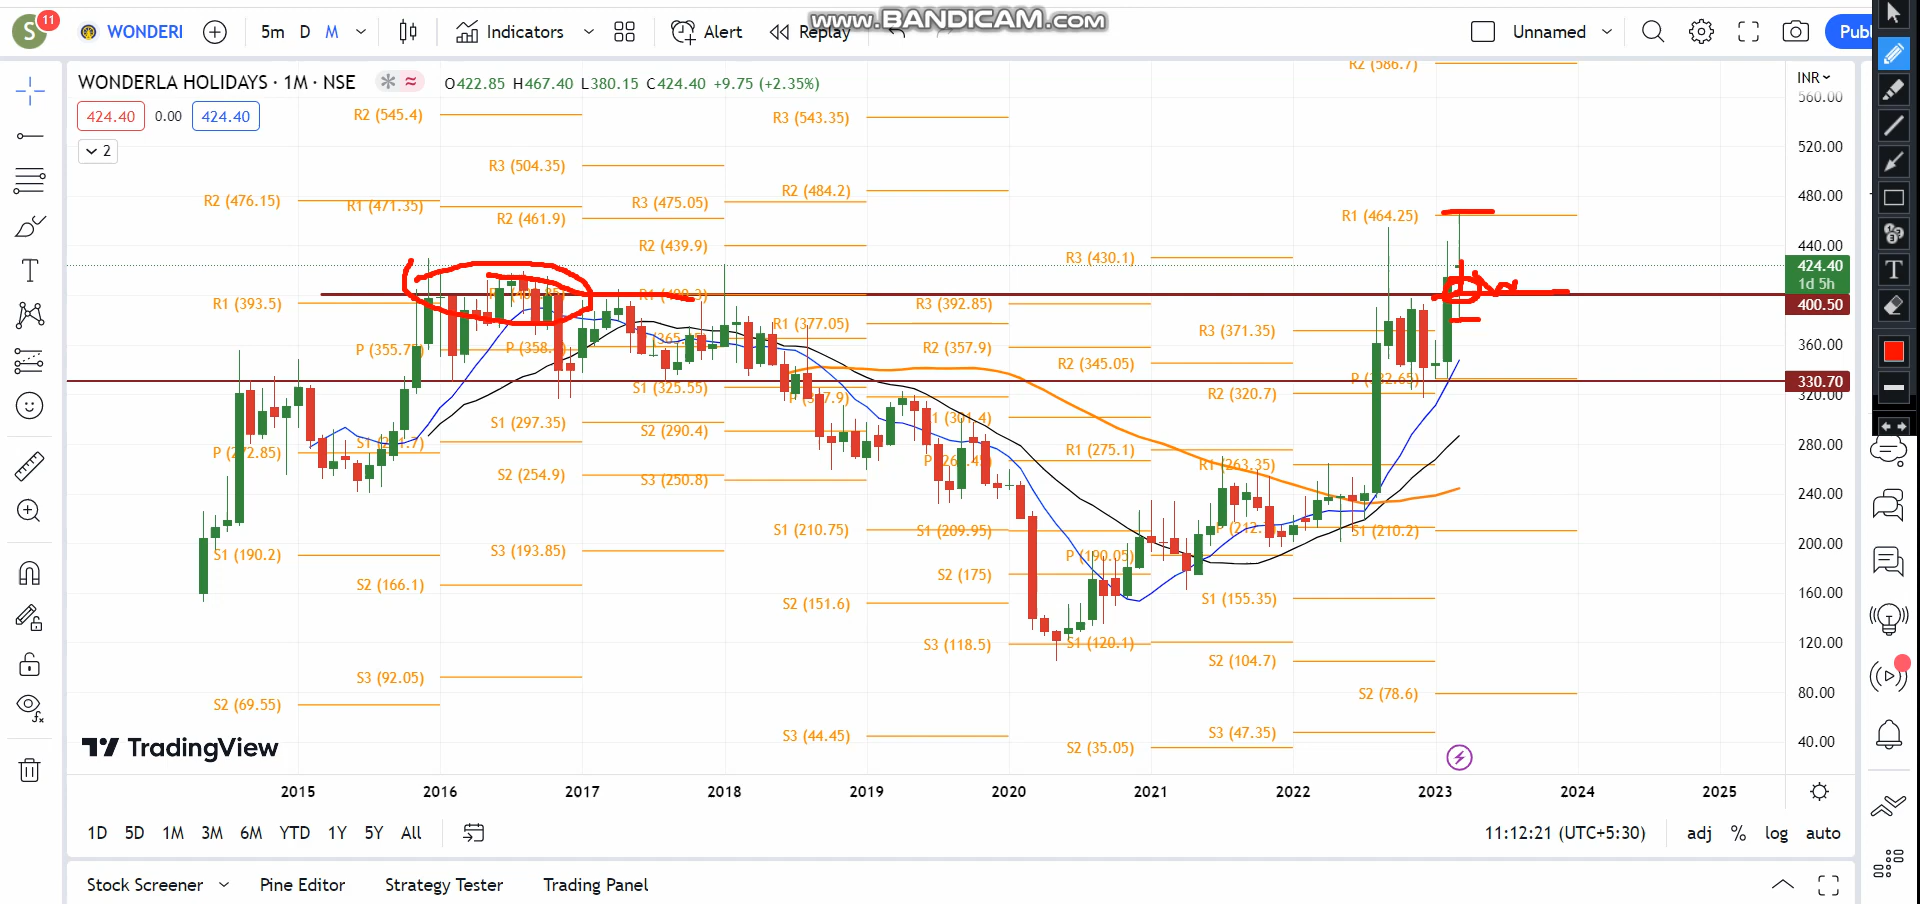 S 11 WONDERI 5m D M Indicators Alert Replay Unnamed Publ
www.BANDICAM.com
WONDERLA HOLIDAYS · 1M · NSE O422.85 H467.40 L380.15 C424.40 +9.75 (+2.35%)
424.40 0.00 424.40
2
INR
R2 (586.7)
560.00
R2 (545.4)
R3 (543.35)
520.00
R3 (504.35)
R2 (484.2)
480.00
R2 (476.15)
R1 (471.35)
R3 (475.05)
R2 (461.9)
R1 (464.25)
R2 (439.9)
440.00
R3 (430.1)
424.40
1d 5h
R1 (393.5)
R3 (392.85)
400.50
R1 (377.05)
R3 (371.35)
R2 (357.9)
360.00
R2 (345.05)
330.70
S1 (325.55)
R2 (320.7)
320.00
S1 (297.35)
S2 (290.4)
280.00
R1 (275.1)
P (272.85)
R1 (263.35)
S2 (254.9)
S3 (250.8)
240.00
S1 (210.75)
S1 (209.95)
S1 (210.2)
200.00
S1 (190.2)
S3 (193.85)
P (190.05)
S2 (175)
S2 (166.1)
160.00
S2 (151.6)
S1 (155.35)
S3 (118.5)
S1 (120.1)
120.00
S2 (104.7)
S3 (92.05)
80.00
S2 (69.55)
S2 (78.6)
S3 (44.45)
S3 (47.35)
S2 (35.05)
40.00
TradingView
2015 2016 2017 2018 2019 2020 2021 2022 2023 2024 2025
1D 5D 1M 3M 6M YTD 1Y 5Y All 11:12:21 (UTC+5:30) adj % log auto
Stock Screener Pine Editor Strategy Tester Trading Panel